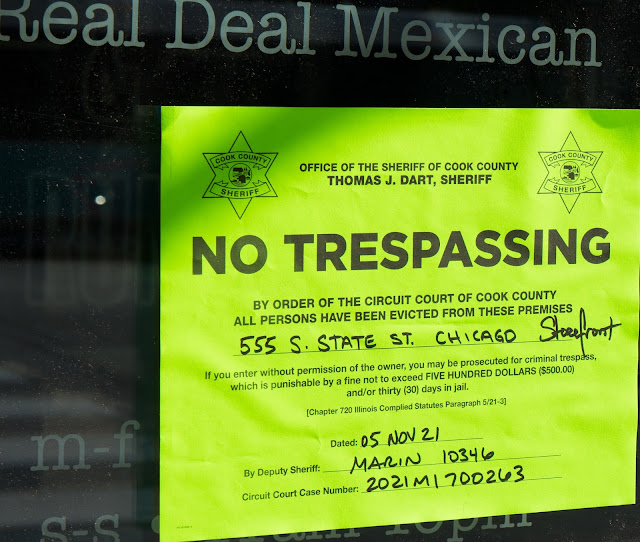 Real Deal Mexican
COOK COUNTY
SHERIFF
OFFICE OF THE SHERIFF OF COOK COUNTY
THOMAS J. DART, SHERIFF
COOK COUNTY
SHERIFF
NO TRESPASSING
BY ORDER OF THE CIRCUIT COURT OF COOK COUNTY
ALL PERSONS HAVE BEEN EVICTED FROM THESE PREMISES
555 S. STATE ST. CHICAGO Storefront
If you enter without permission of the owner, you may be prosecuted for criminal trespass,
which is punishable by a fine not to exceed FIVE HUNDRED DOLLARS ($500.00)
and/or thirty (30) days in jail.
[Chapter 720 Illinois Complied Statutes Paragraph 5/21-3]
Dated: 05 NOV 21
By Deputy Sheriff: MARIN 10346
Circuit Court Case Number: 2021M1700263
m-f
s-s